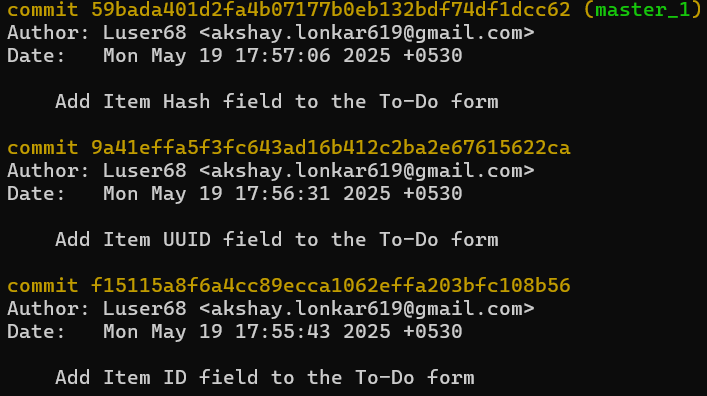 commit 59bada401d2fa4b07177b0eb132bdf74df1dcc62 (master_1)
Author: Luser68 <akshay.lonkar619@gmail.com>
Date:   Mon May 19 17:57:06 2025 +0530
    Add Item Hash field to the To-Do form
commit 9a41effa5f3fc643ad16b412c2ba2e67615622ca
Author: Luser68 <akshay.lonkar619@gmail.com>
Date:   Mon May 19 17:56:31 2025 +0530
    Add Item UUID field to the To-Do form
commit f15115a8f6a4cc89ecca1062effa203bfc108b56
Author: Luser68 <akshay.lonkar619@gmail.com>
Date:   Mon May 19 17:55:43 2025 +0530
    Add Item ID field to the To-Do form